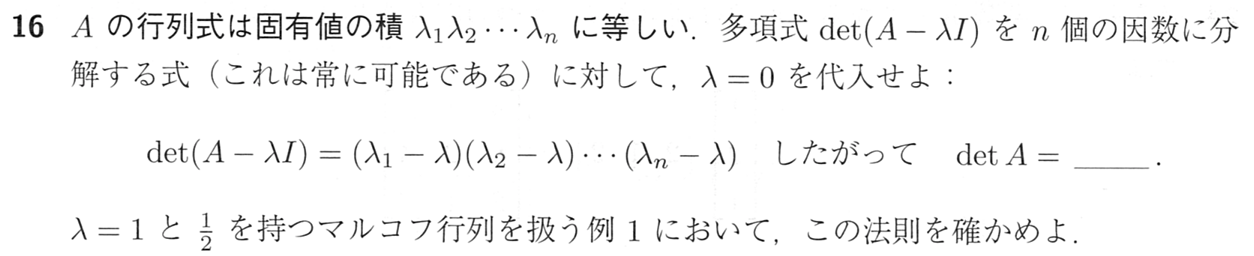 16 A の行列式は固有値の積 λ₁λ₂⋯λₙ に等しい．多項式 det(A − λI) を n 個の因数に分
解する式（これは常に可能である）に対して，λ = 0 を代入せよ：
det(A − λI) = (λ₁ − λ)(λ₂ − λ)⋯(λₙ − λ) したがって det A = ____.
λ = 1 と 1/2 を持つマルコフ行列を扱う例 1 において，この法則を確かめよ．